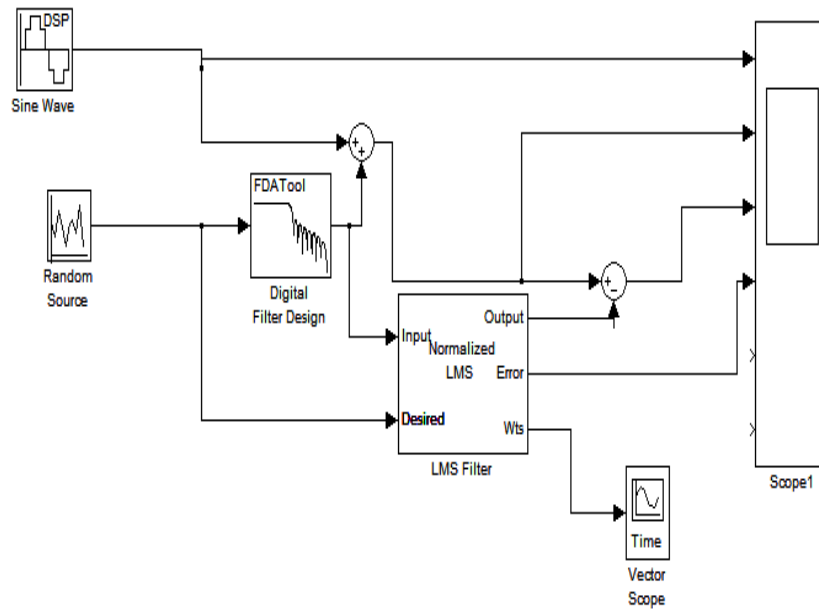 DSP
Sine Wave
+
+
FDATool
Random
Source
Digital
Filter Design
+
−
Output
Input
Normalized
LMS
Error
Desired
Wts
LMS Filter
Scope1
Time
Vector
Scope